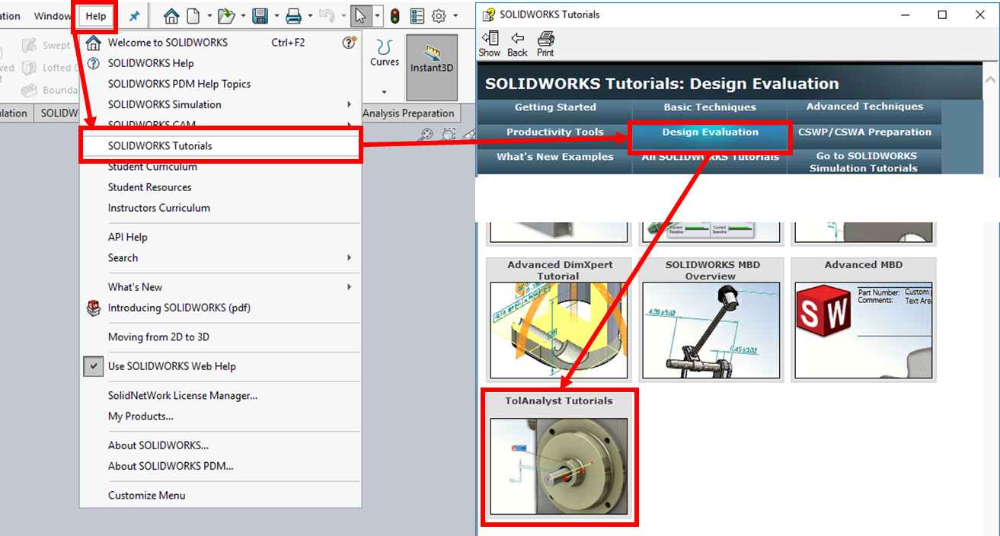 ation Window Help
Swept
Lofted
Bounda
Curves
Instant3D
SOLIDW
Analysis Preparation
Welcome to SOLIDWORKS Ctrl+F2
SOLIDWORKS Help
SOLIDWORKS PDM Help Topics
SOLIDWORKS Simulation
SOLIDWORKS CAM
SOLIDWORKS Tutorials
Student Curriculum
Student Resources
Instructors Curriculum
API Help
Search
What's New
Introducing SOLIDWORKS (pdf)
Moving from 2D to 3D
Use SOLIDWORKS Web Help
SolidNetWork License Manager...
My Products...
About SOLIDWORKS...
About SOLIDWORKS PDM...
Customize Menu
SOLIDWORKS Tutorials
Show Back Print
SOLIDWORKS Tutorials: Design Evaluation
Getting Started Basic Techniques Advanced Techniques
Productivity Tools Design Evaluation CSWP/CSWA Preparation
What's New Examples All SOLIDWORKS Tutorials Go to SOLIDWORKS
Simulation Tutorials
Current Current
Baseline Baseline
Advanced DimXpert
Tutorial
SOLIDWORKS MBD
Overview
Advanced MBD
SW
Part Number: Custom
Comments: Text Area
TolAnalyst Tutorials